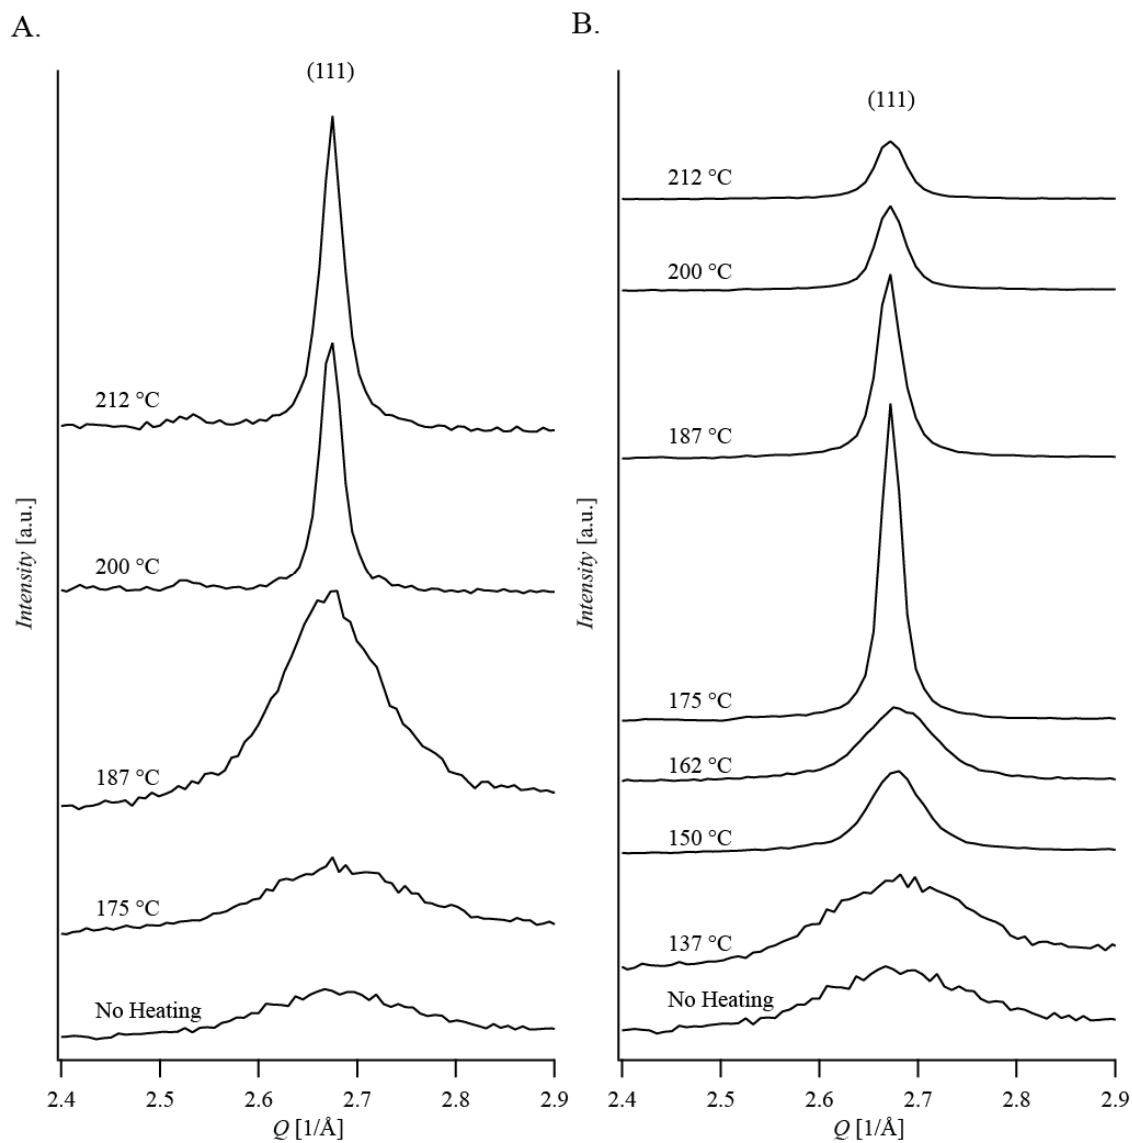 A.
(111)
212 °C
200 °C
187 °C
175 °C
No Heating
Intensity [a.u.]
2.4 2.5 2.6 2.7 2.8 2.9
Q [1/Å]
B.
(111)
212 °C
200 °C
187 °C
175 °C
162 °C
150 °C
137 °C
No Heating
Intensity [a.u.]
2.4 2.5 2.6 2.7 2.8 2.9
Q [1/Å]